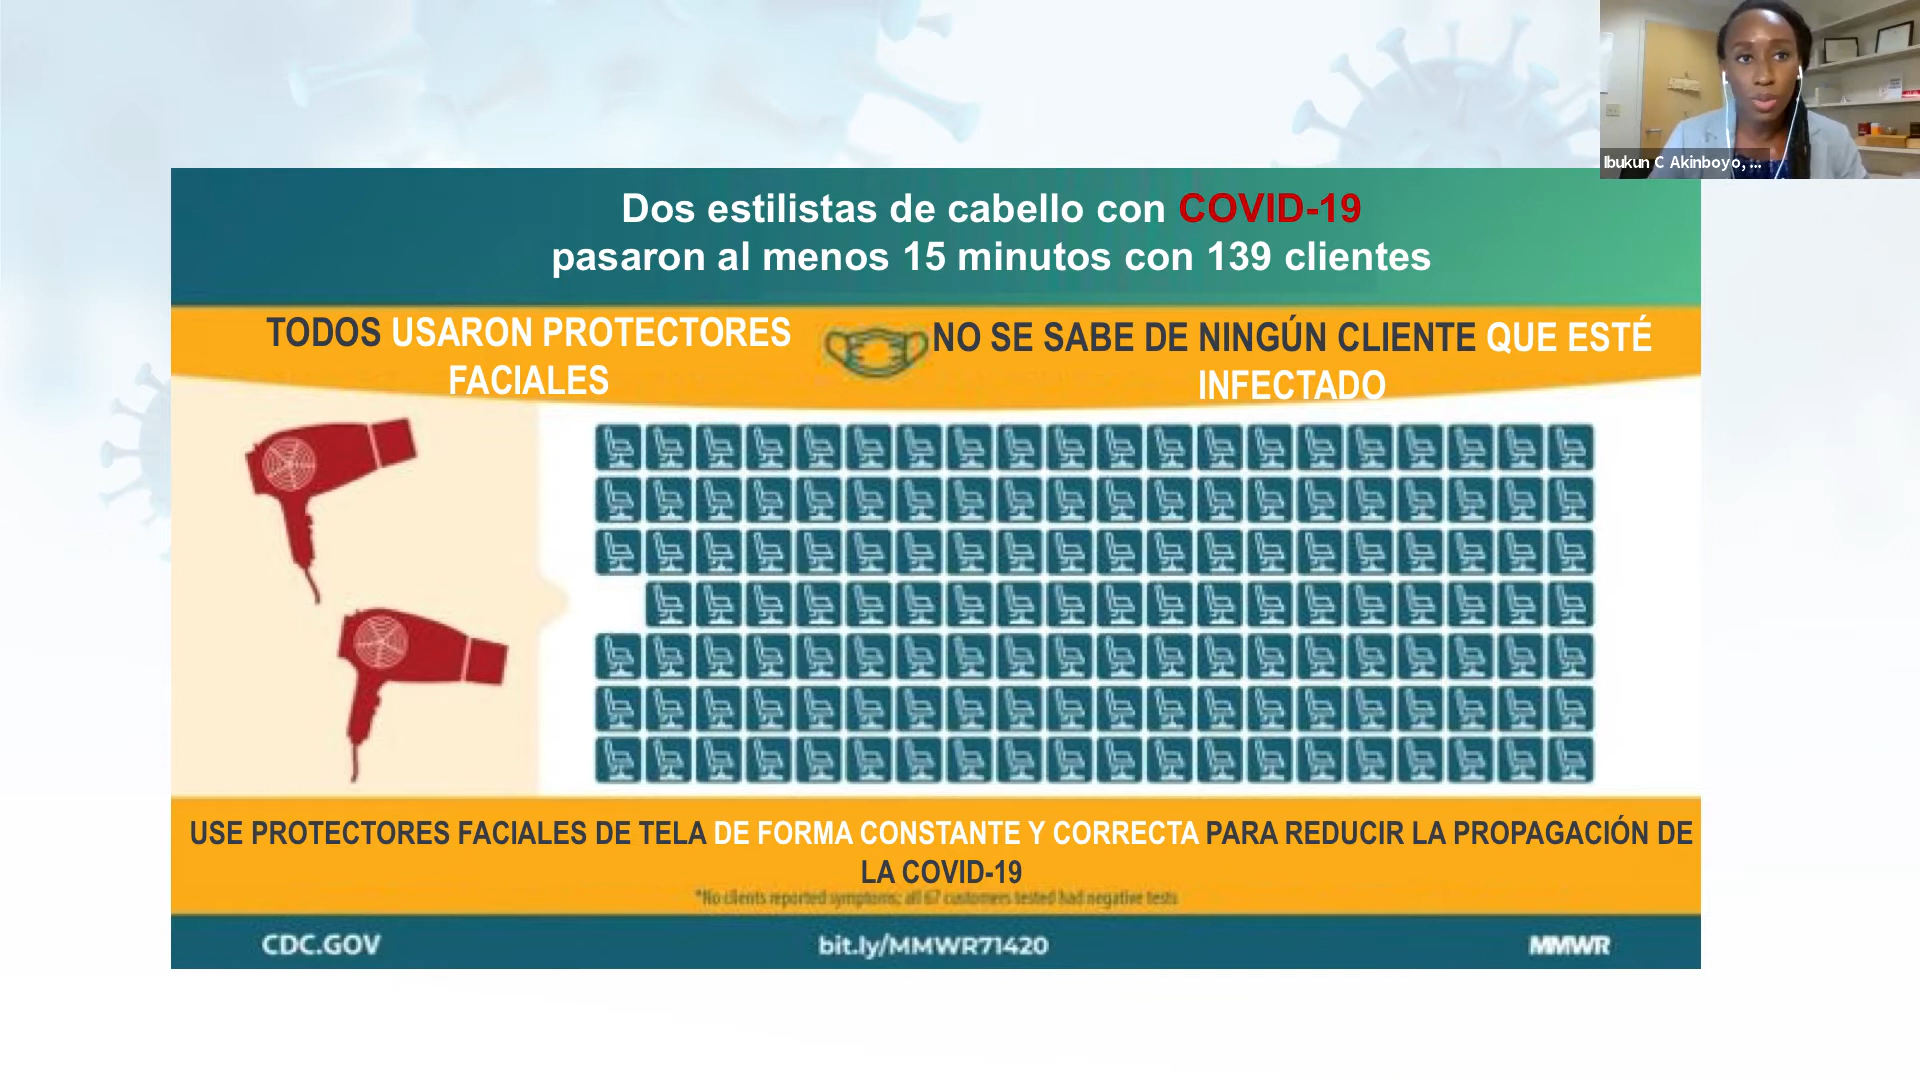 Ibukun C Akinboyo, ...
Dos estilistas de cabello con COVID-19
pasaron al menos 15 minutos con 139 clientes
TODOS USARON PROTECTORES
FACIALES
NO SE SABE DE NINGÚN CLIENTE QUE ESTÉ
INFECTADO
USE PROTECTORES FACIALES DE TELA DE FORMA CONSTANTE Y CORRECTA PARA REDUCIR LA PROPAGACIÓN DE
LA COVID-19
*No clients reported symptoms; all 67 customers tested had negative tests
CDC.GOV
bit.ly/MMWR71420
MMWR